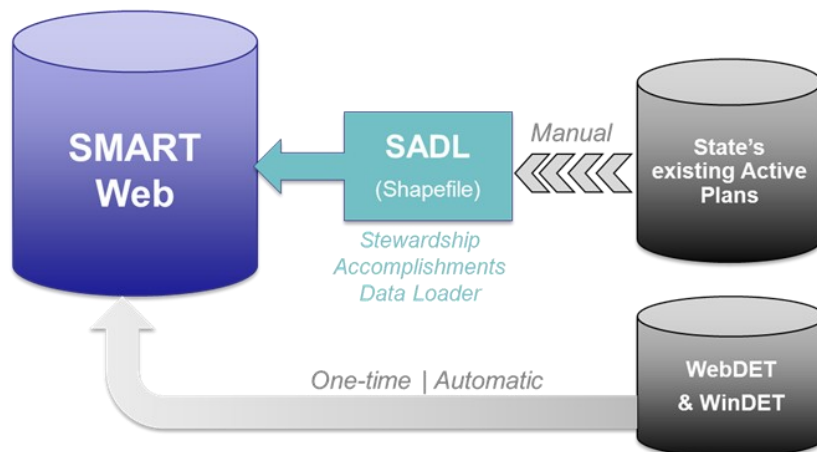 SMART
Web
SADL
(Shapefile)
Stewardship
Accomplishments
Data Loader
Manual
State's
existing Active
Plans
One-time | Automatic
WebDET
& WinDET